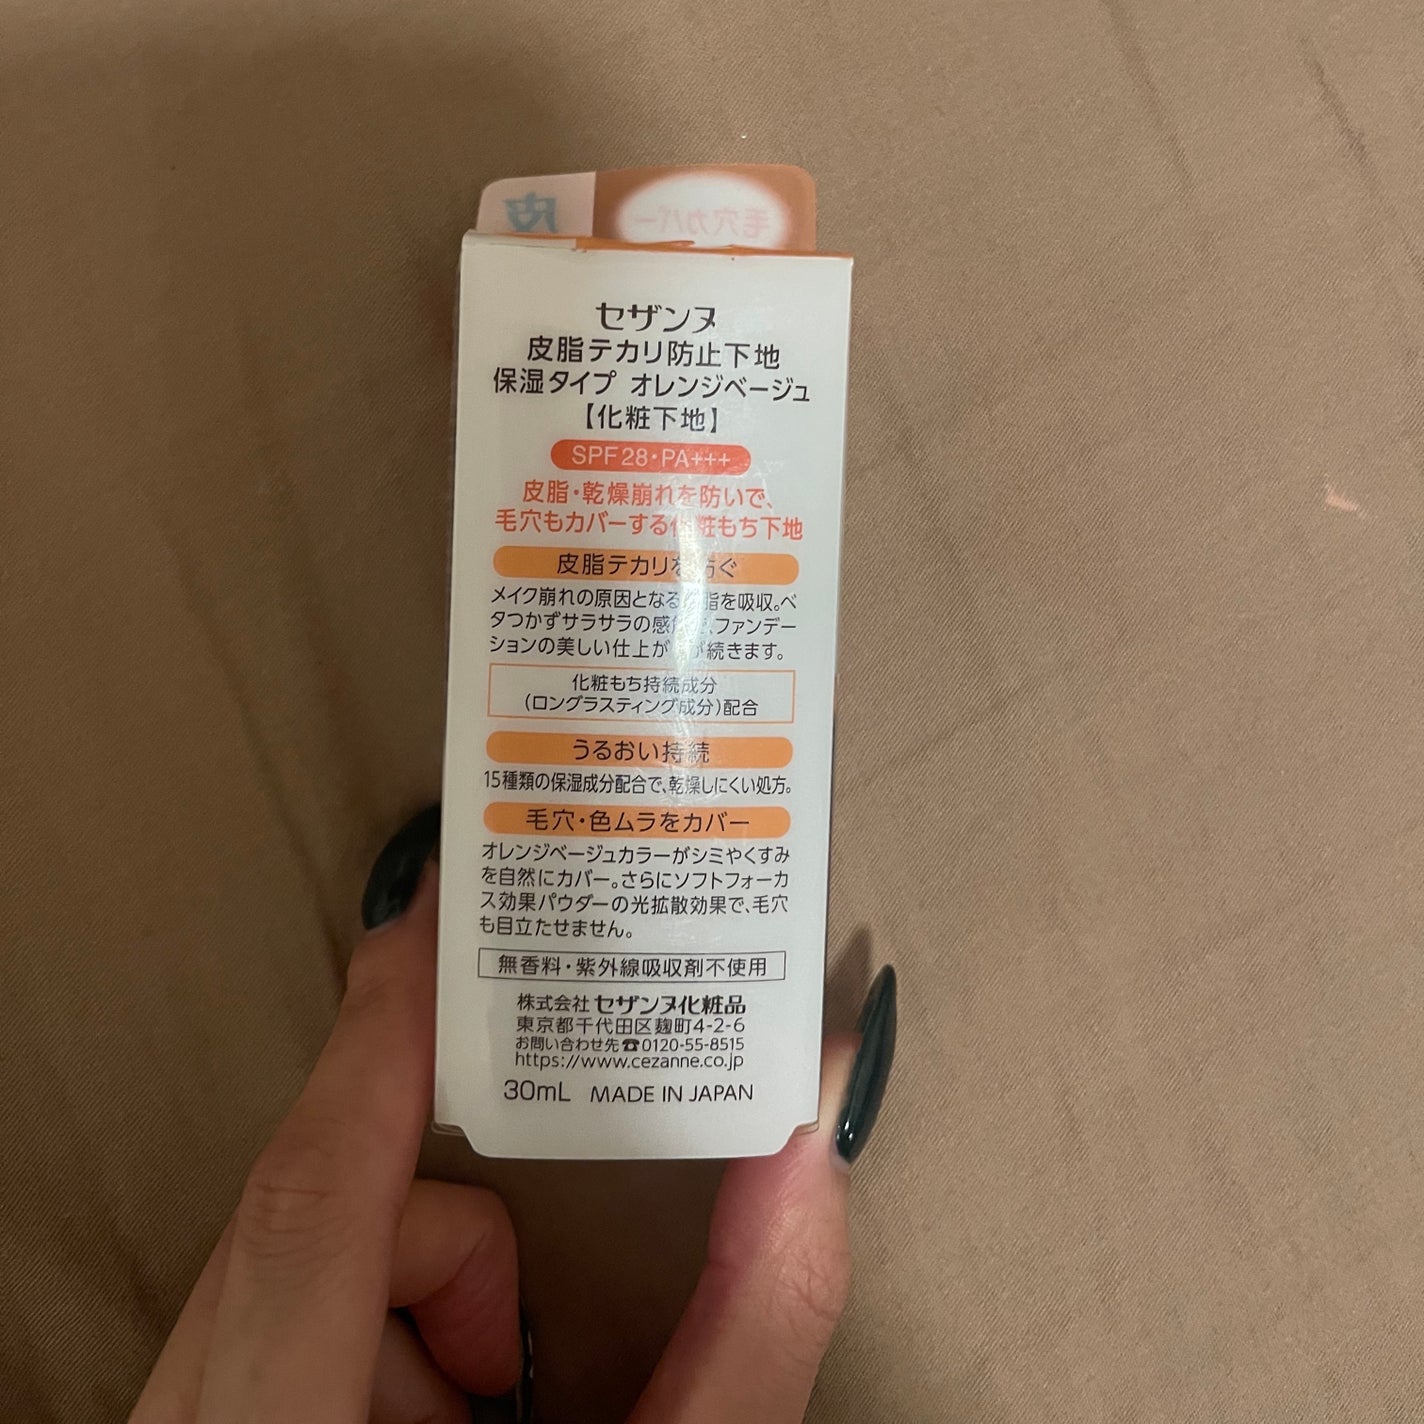 毛穴カバー
皮
セザンヌ
皮脂テカリ防止下地
保湿タイプ オレンジベージュ
【化粧下地】
SPF28・PA+++
皮脂・乾燥崩れを防いで、
毛穴もカバーする化粧もち下地
皮脂テカリを防ぐ
メイク崩れの原因となる皮脂を吸収。ベ
タつかずサラサラの感触で、ファンデー
ションの美しい仕上がりが続きます。
化粧もち持続成分
(ロングラスティング成分)配合
うるおい持続
15種類の保湿成分配合で、乾燥しにくい処方。
毛穴・色ムラをカバー
オレンジベージュカラーがシミやくすみ
を自然にカバー。さらにソフトフォーカ
ス効果パウダーの光拡散効果で、毛穴
も目立たせません。
無香料・紫外線吸収剤不使用
株式会社 セザンヌ化粧品
東京都千代田区麹町4-2-6
お問い合わせ先☎0120-55-8515
https://www.cezanne.co.jp
30mL MADE IN JAPAN